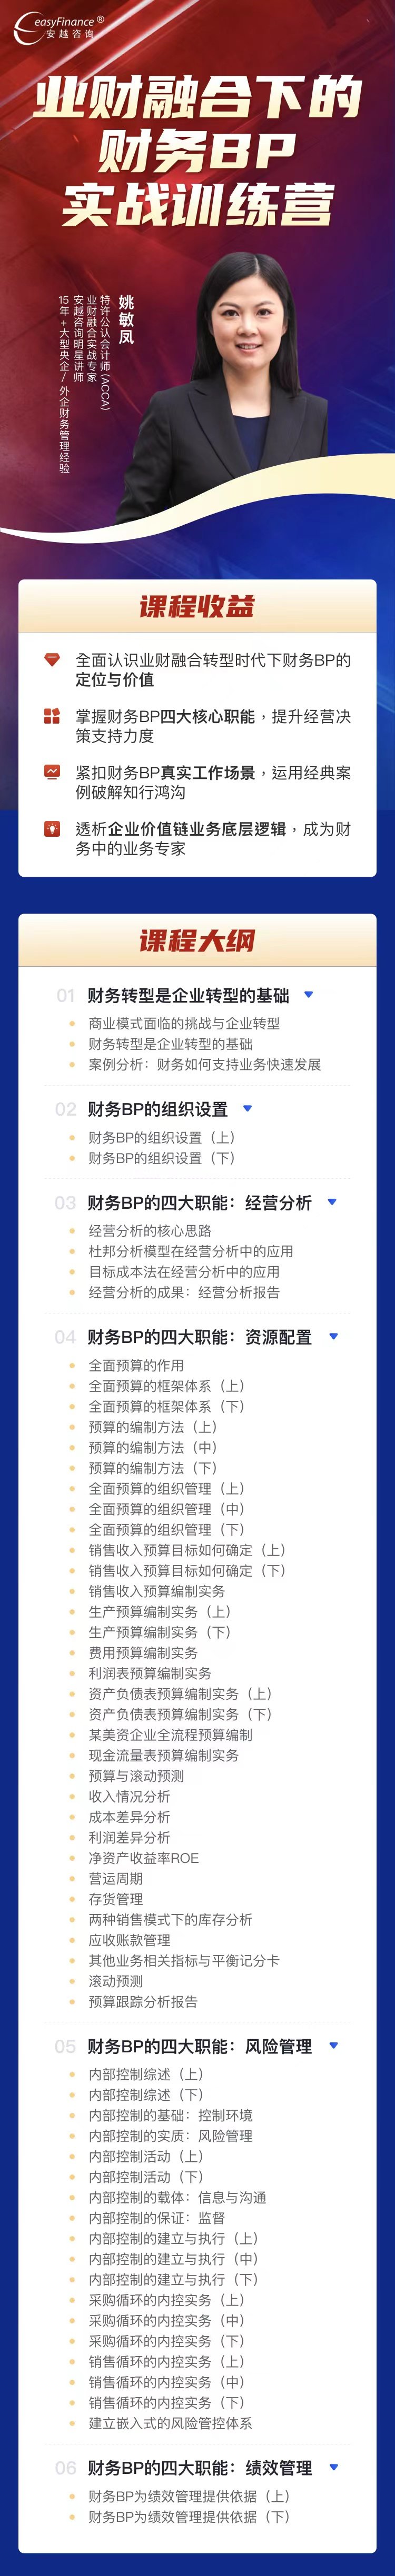 easyFinance®
安越咨询
业财融合下的
财务BP
实战训练营
姚敏凤
特许公认会计师(ACCA)
业财融合实战专家
安越咨询明星讲师
15年+大型央企/外企财务管理经验
课程收益
全面认识业财融合转型时代下财务BP的
定位与价值
掌握财务BP四大核心职能，提升经营决
策支持力度
紧扣财务BP真实工作场景，运用经典案
例破解知行鸿沟
透析企业价值链业务底层逻辑，成为财
务中的业务专家
课程大纲
01 财务转型是企业转型的基础
商业模式面临的挑战与企业转型
财务转型是企业转型的基础
案例分析：财务如何支持业务快速发展
02 财务BP的组织设置
财务BP的组织设置（上）
财务BP的组织设置（下）
03 财务BP的四大职能：经营分析
经营分析的核心思路
杜邦分析模型在经营分析中的应用
目标成本法在经营分析中的应用
经营分析的成果：经营分析报告
04 财务BP的四大职能：资源配置
全面预算的作用
全面预算的框架体系（上）
全面预算的框架体系（下）
预算的编制方法（上）
预算的编制方法（中）
预算的编制方法（下）
全面预算的组织管理（上）
全面预算的组织管理（中）
全面预算的组织管理（下）
销售收入预算目标如何确定（上）
销售收入预算目标如何确定（下）
销售收入预算编制实务
生产预算编制实务（上）
生产预算编制实务（下）
费用预算编制实务
利润表预算编制实务
资产负债表预算编制实务（上）
资产负债表预算编制实务（下）
某美资企业全流程预算编制
现金流量表预算编制实务
预算与滚动预测
收入情况分析
成本差异分析
利润差异分析
净资产收益率ROE
营运周期
存货管理
两种销售模式下的库存分析
应收账款管理
其他业务相关指标与平衡记分卡
滚动预测
预算跟踪分析报告
05 财务BP的四大职能：风险管理
内部控制综述（上）
内部控制综述（下）
内部控制的基础：控制环境
内部控制的实质：风险管理
内部控制活动（上）
内部控制活动（下）
内部控制的载体：信息与沟通
内部控制的保证：监督
内部控制的建立与执行（上）
内部控制的建立与执行（中）
内部控制的建立与执行（下）
采购循环的内控实务（上）
采购循环的内控实务（中）
采购循环的内控实务（下）
销售循环的内控实务（上）
销售循环的内控实务（中）
销售循环的内控实务（下）
建立嵌入式的风险管控体系
06 财务BP的四大职能：绩效管理
财务BP为绩效管理提供依据（上）
财务BP为绩效管理提供依据（下）